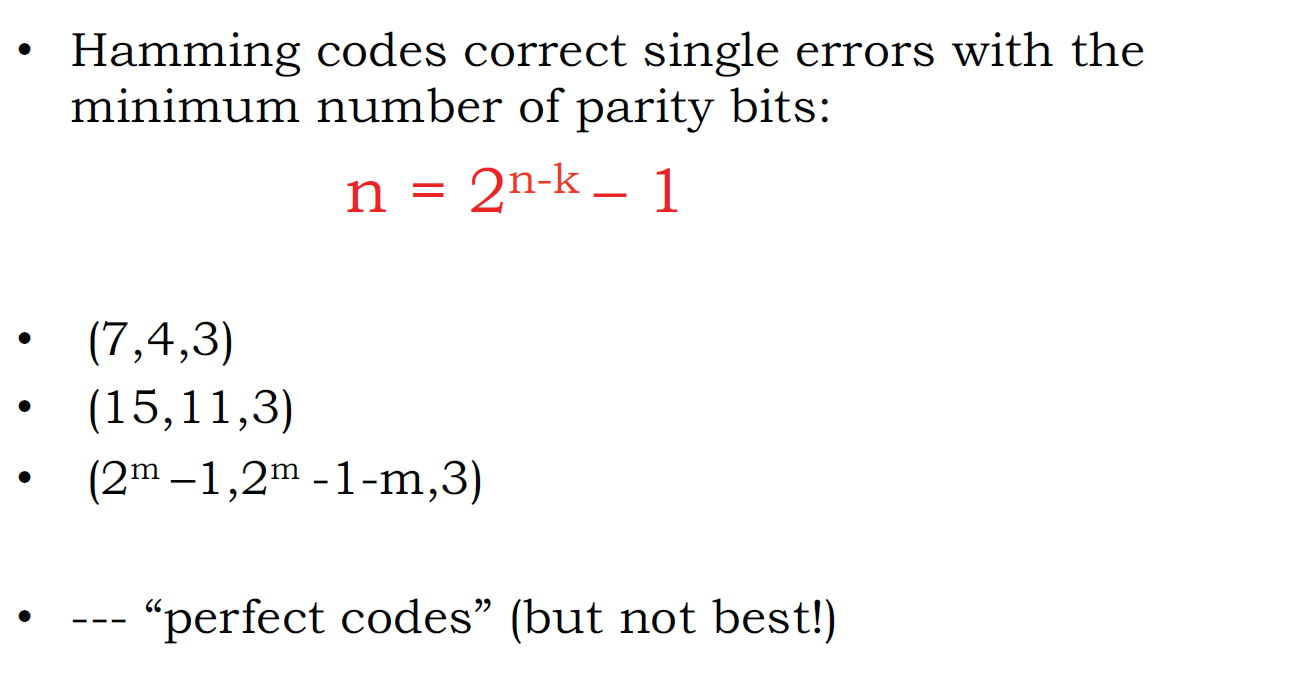 • Hamming codes correct single errors with the
minimum number of parity bits:
n = 2ⁿ⁻ᵏ – 1
• (7,4,3)
• (15,11,3)
• (2ᵐ –1,2ᵐ -1-m,3)
• --- “perfect codes” (but not best!)